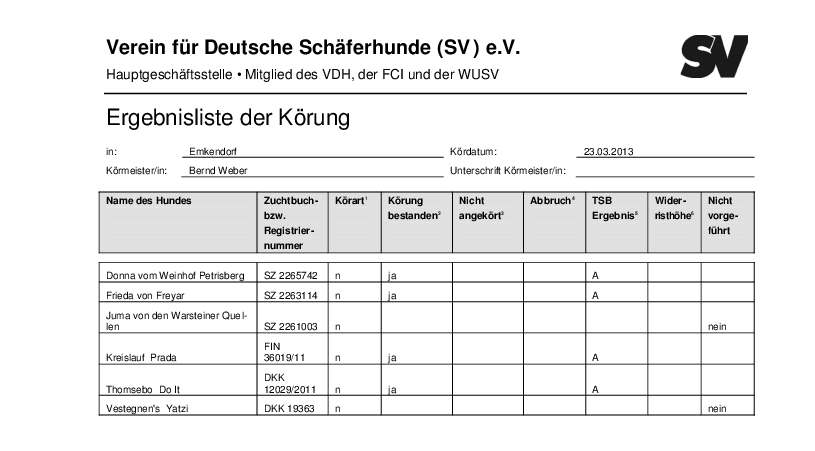 Verein für Deutsche Schäferhunde (SV) e.V.
SV
Hauptgeschäftsstelle • Mitglied des VDH, der FCI und der WUSV
Ergebnisliste der Körung
in: Emkendorf Kördatum: 23.03.2013
Körmeister/in: Bernd Weber Unterschrift Körmeister/in:
Name des Hundes Zuchtbuch- Körart¹ Körung Nicht Abbruch⁴ TSB Wider- Nicht
bzw. bestanden² angekört³ Ergebnis⁵ risthöhe⁶ vorge-
Registrier- führt
nummer
Donna vom Weinhof Petrisberg SZ 2265742 n ja A
Frieda von Freyar SZ 2263114 n ja A
Juma von den Warsteiner Quel-
len SZ 2261003 n nein
FIN
Kreislauf Prada 36019/11 n ja A
DKK
Thomsebo Do It 12029/2011 n ja A
Vestegnen's Yatzi DKK 19363 n nein